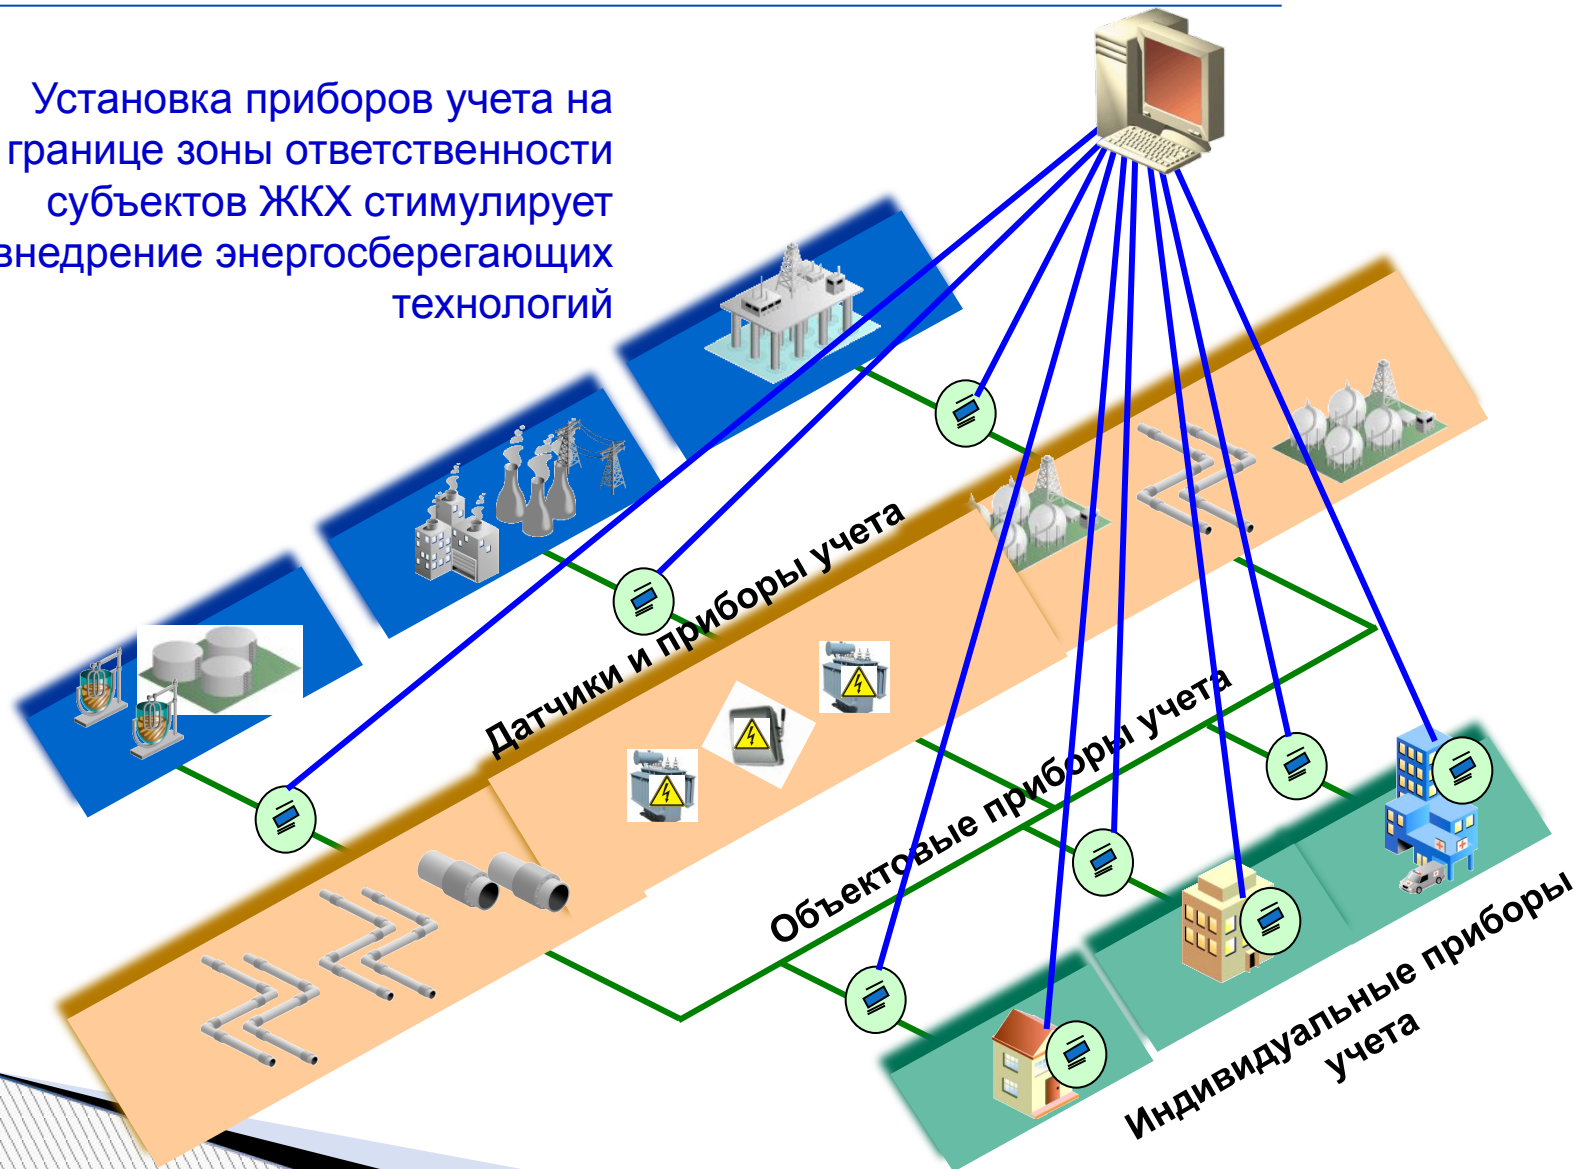 Установка приборов учета на
границе зоны ответственности
субъектов ЖКХ стимулирует
внедрение энергосберегающих
технологий
Датчики и приборы учета
Объектовые приборы учета
Индивидуальные приборы
учета